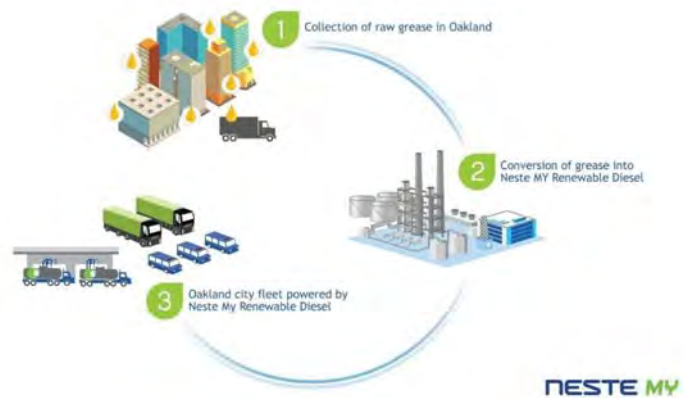 1
Collection of raw grease in Oakland
2
Conversion of grease into
Neste MY Renewable Diesel
3
Oakland city fleet powered by
Neste My Renewable Diesel
NESTE MY